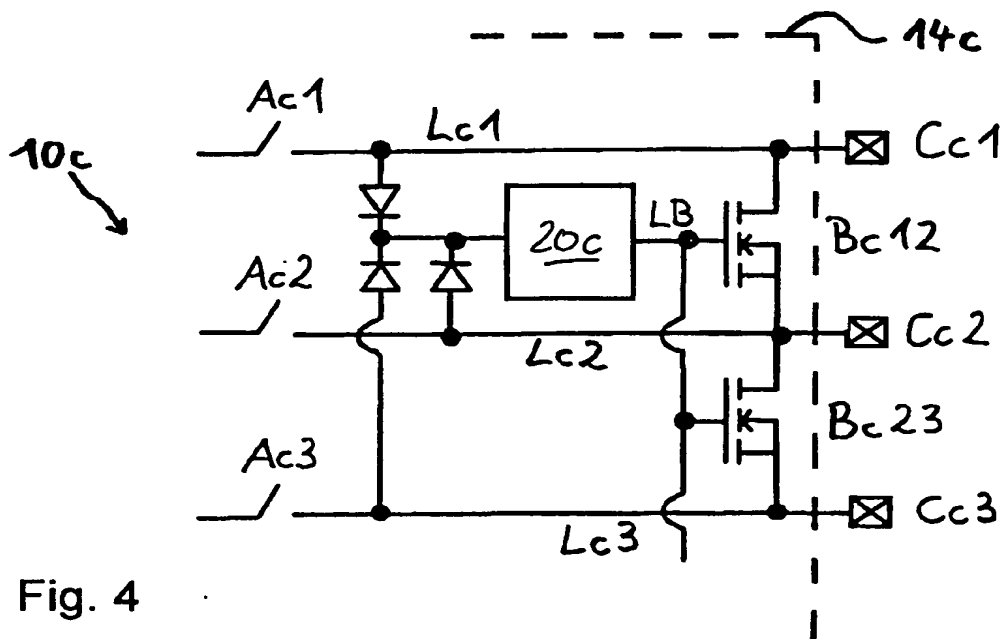 14c
Ac1
Lc1
Cc1
10c
LB
20c
Bc12
Ac2
Lc2
Cc2
Bc23
Ac3
Lc3
Cc3
Fig. 4